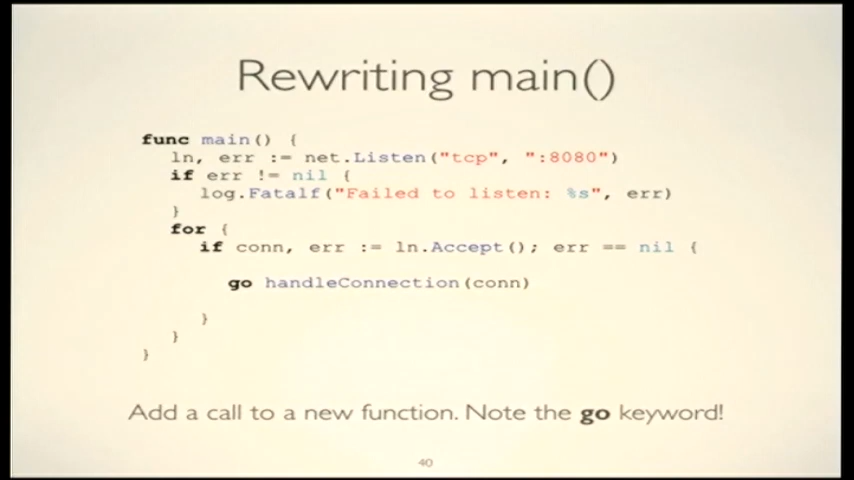 Rewriting main()
func main() {
ln, err := net.Listen("tcp", ":8080")
if err != nil {
log.Fatalf("Failed to listen: %s", err)
}
for {
if conn, err := ln.Accept(); err == nil {
go handleConnection(conn)
}
}
}
Add a call to a new function. Note the go keyword!
40